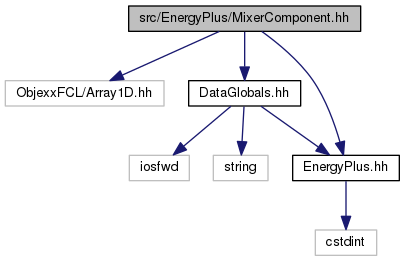 src/EnergyPlus/MixerComponent.hh
ObjexxFCL/Array1D.hh
DataGlobals.hh
iosfwd
string
EnergyPlus.hh
cstdint